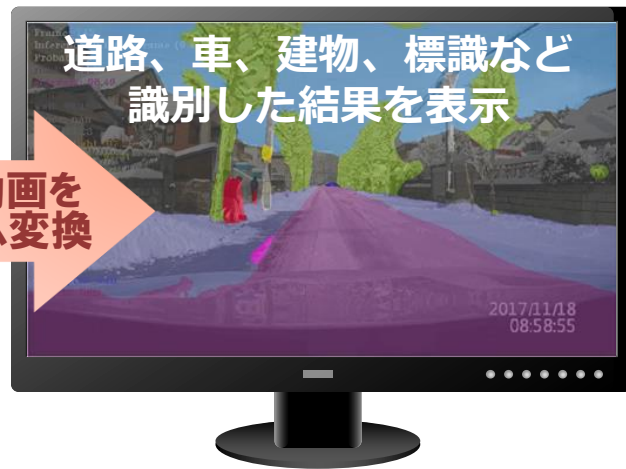 道路、車、建物、標識など
識別した結果を表示
画を
変換
2017/11/18
08:58:55